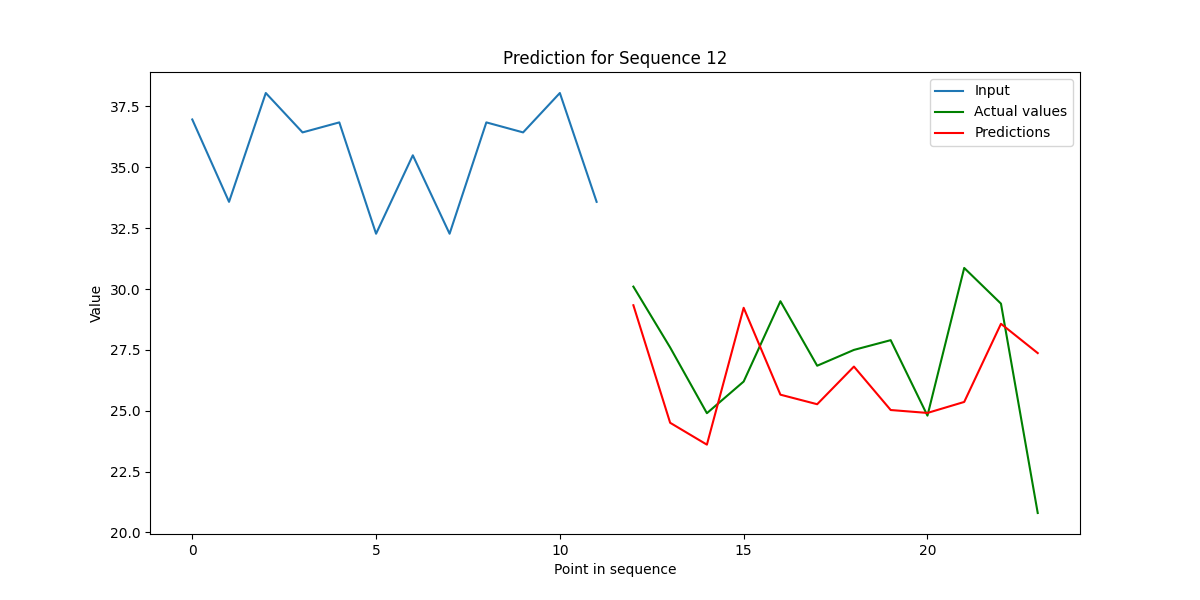 Prediction for Sequence 12
Input
Actual values
Predictions
37.5
35.0
32.5
30.0
27.5
25.0
22.5
20.0
Value
0 5 10 15 20
Point in sequence